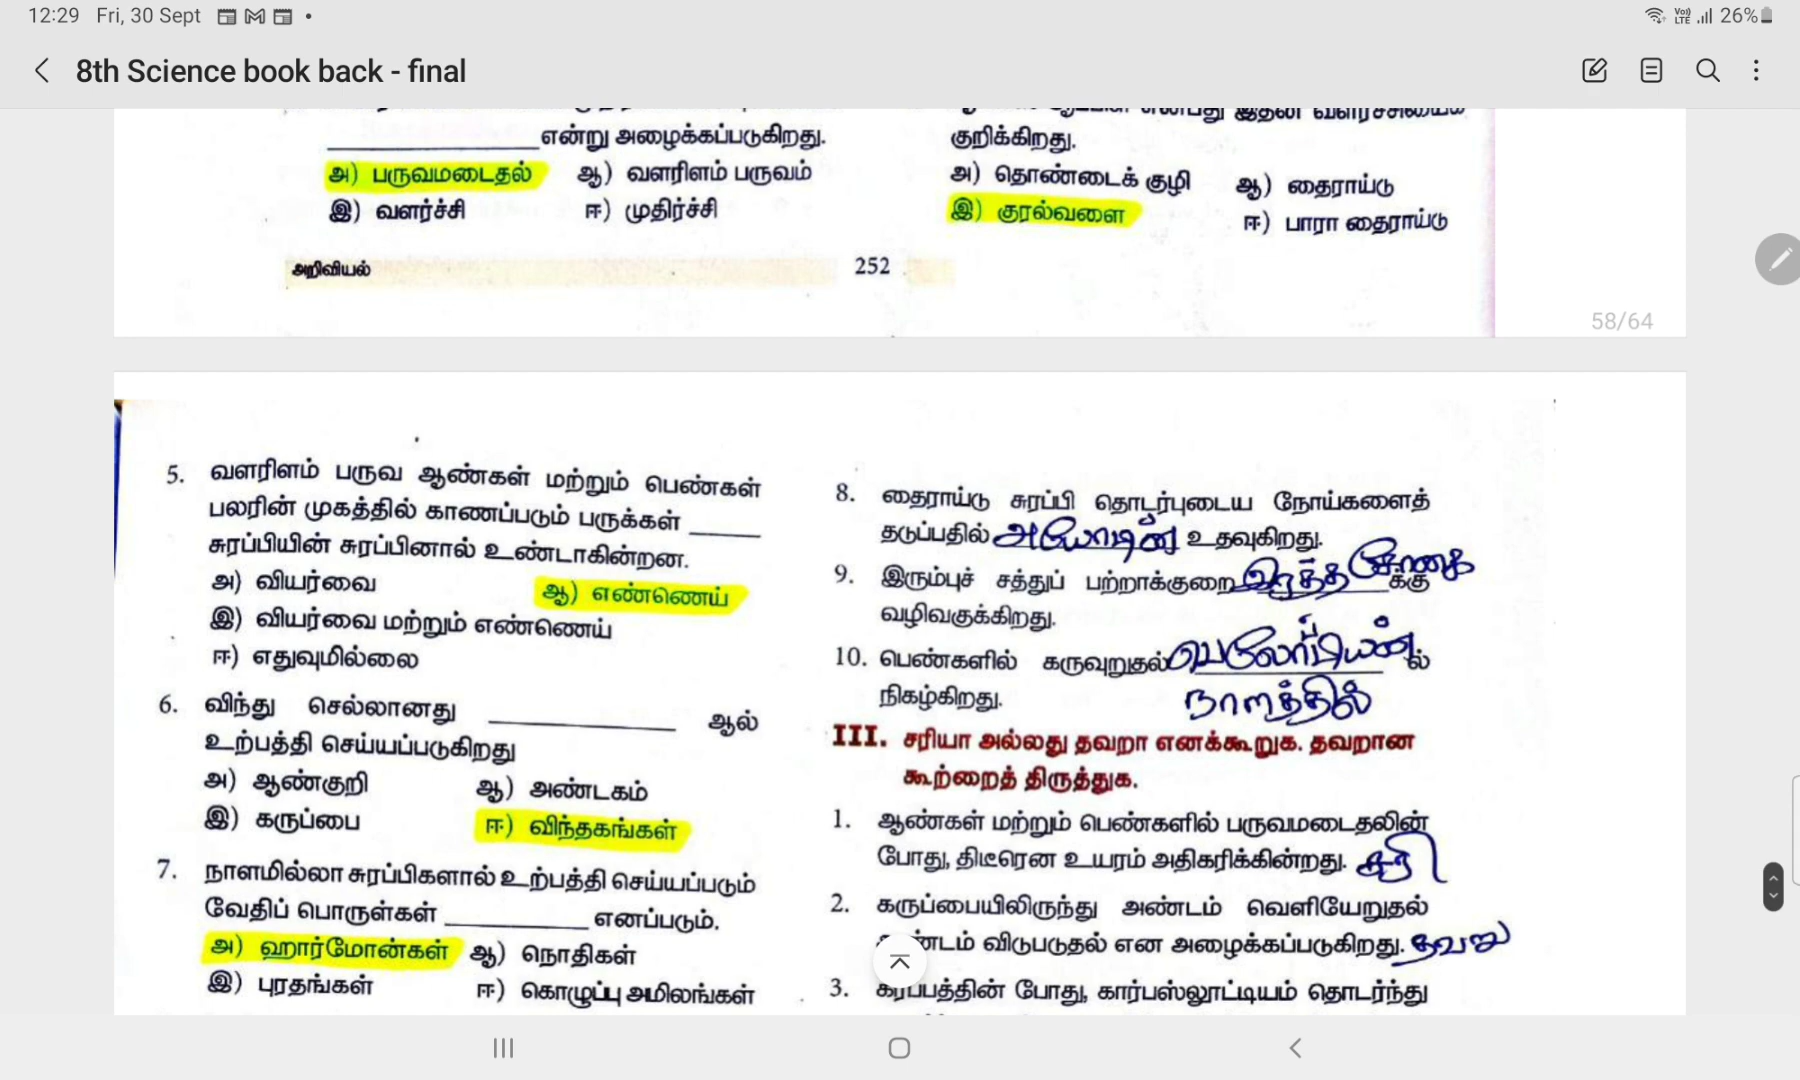 12:29 Fri, 30 Sept
26%
8th Science book back - final
__________ என்று அழைக்கப்படுகிறது.
அ) பருவமடைதல் ஆ) வளரிளம் பருவம்
இ) வளர்ச்சி ஈ) முதிர்ச்சி
குறிக்கிறது.
அ) தொண்டைக் குழி ஆ) தைராய்டு
இ) குரல்வளை ஈ) பாரா தைராய்டு
அறிவியல் 252
58/64
5. வளரிளம் பருவ ஆண்கள் மற்றும் பெண்கள்
பலரின் முகத்தில் காணப்படும் பருக்கள் _____
சுரப்பியின் சுரப்பினால் உண்டாகின்றன.
அ) வியர்வை ஆ) எண்ணெய்
இ) வியர்வை மற்றும் எண்ணெய்
ஈ) எதுவுமில்லை
6. விந்து செல்லானது __________ ஆல்
உற்பத்தி செய்யப்படுகிறது
அ) ஆண்குறி ஆ) அண்டகம்
இ) கருப்பை ஈ) விந்தகங்கள்
7. நாளமில்லா சுரப்பிகளால் உற்பத்தி செய்யப்படும்
வேதிப் பொருள்கள் __________ எனப்படும்.
அ) ஹார்மோன்கள் ஆ) நொதிகள்
இ) புரதங்கள் ஈ) கொழுப்பு அமிலங்கள்
8. தைராய்டு சுரப்பி தொடர்புடைய நோய்களைத்
தடுப்பதில் அயோடின் உதவுகிறது.
9. இரும்புச் சத்துப் பற்றாக்குறை இரத்த சோகை க்கு
வழிவகுக்கிறது.
10. பெண்களில் கருவுறுதல் பெலோப்பியன் ல்
நிகழ்கிறது. நாளத்தில்
III. சரியா அல்லது தவறா எனக்கூறுக. தவறான
கூற்றைத் திருத்துக.
1. ஆண்கள் மற்றும் பெண்களில் பருவமடைதலின்
போது, திடீரென உயரம் அதிகரிக்கின்றது. சரி
2. கருப்பையிலிருந்து அண்டம் வெளியேறுதல்
அண்டம் விடுபடுதல் என அழைக்கப்படுகிறது. தவறு
3. கர்ப்பத்தின் போது, கார்பஸ்லூட்டியம் தொடர்ந்து